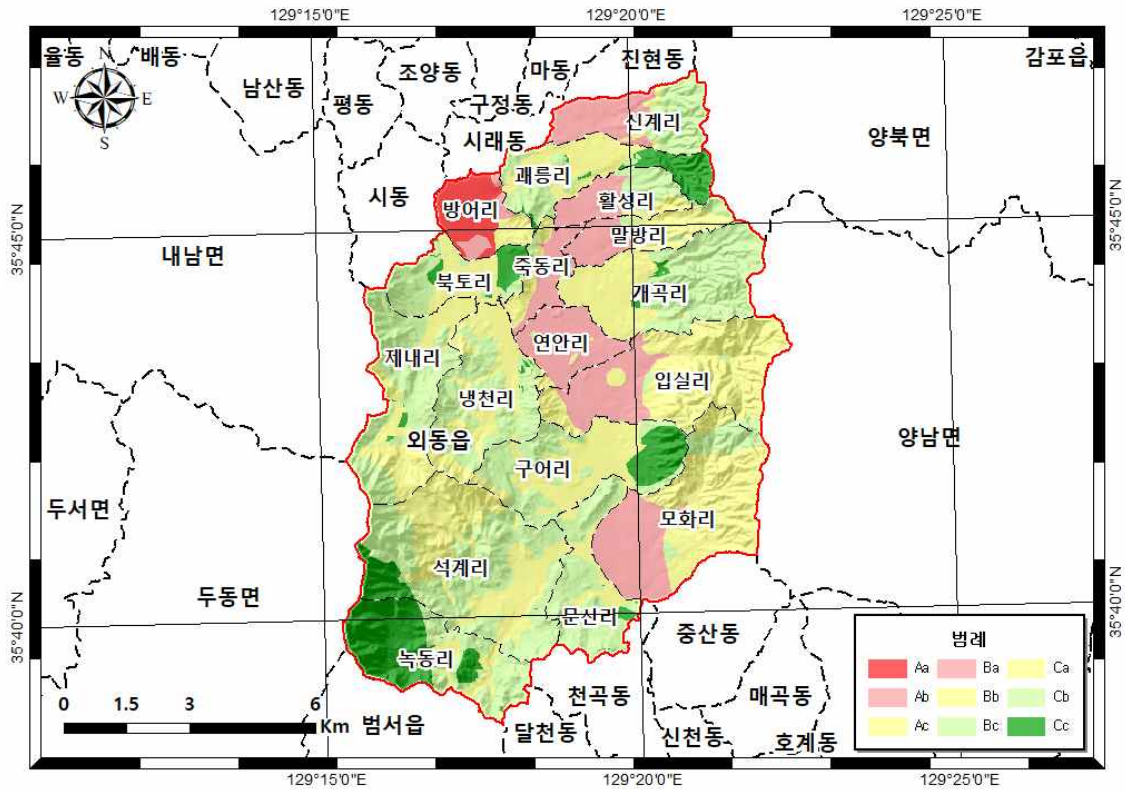 129°15'0"E 129°20'0"E 129°25'0"E
율동 배동 조양동 마동 진현동 감포읍
N
W E
S
남산동 평동 구정동
신계리
시래동 양북면
괘릉리
시동 방어리 활성리
35°45'0"N 말방리 35°45'0"N
내남면
북토리 죽동리 개곡리
제내리 연안리
입실리
냉천리
외동읍 양남면
구어리
두서면 모화리
석계리
두동면 문산리 35°40'0"N
35°40'0"N 중산동
녹동리
0 1.5 3 6
Km
범서읍 천곡동 매곡동
달천동 신천동 호계동
범례
Aa Ba Ca
Ab Bb Cb
Ac Bc Cc
129°15'0"E 129°20'0"E 129°25'0"E